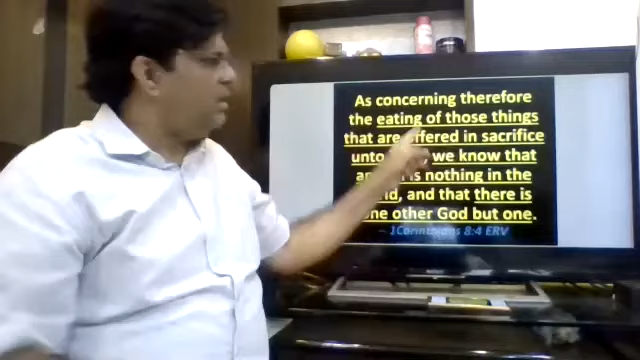 As concerning therefore
the eating of those things
that are offered in sacrifice
unto we know that
is nothing in the
and that there is
other God but one.
~ 1Corinthians 8:4 ERV